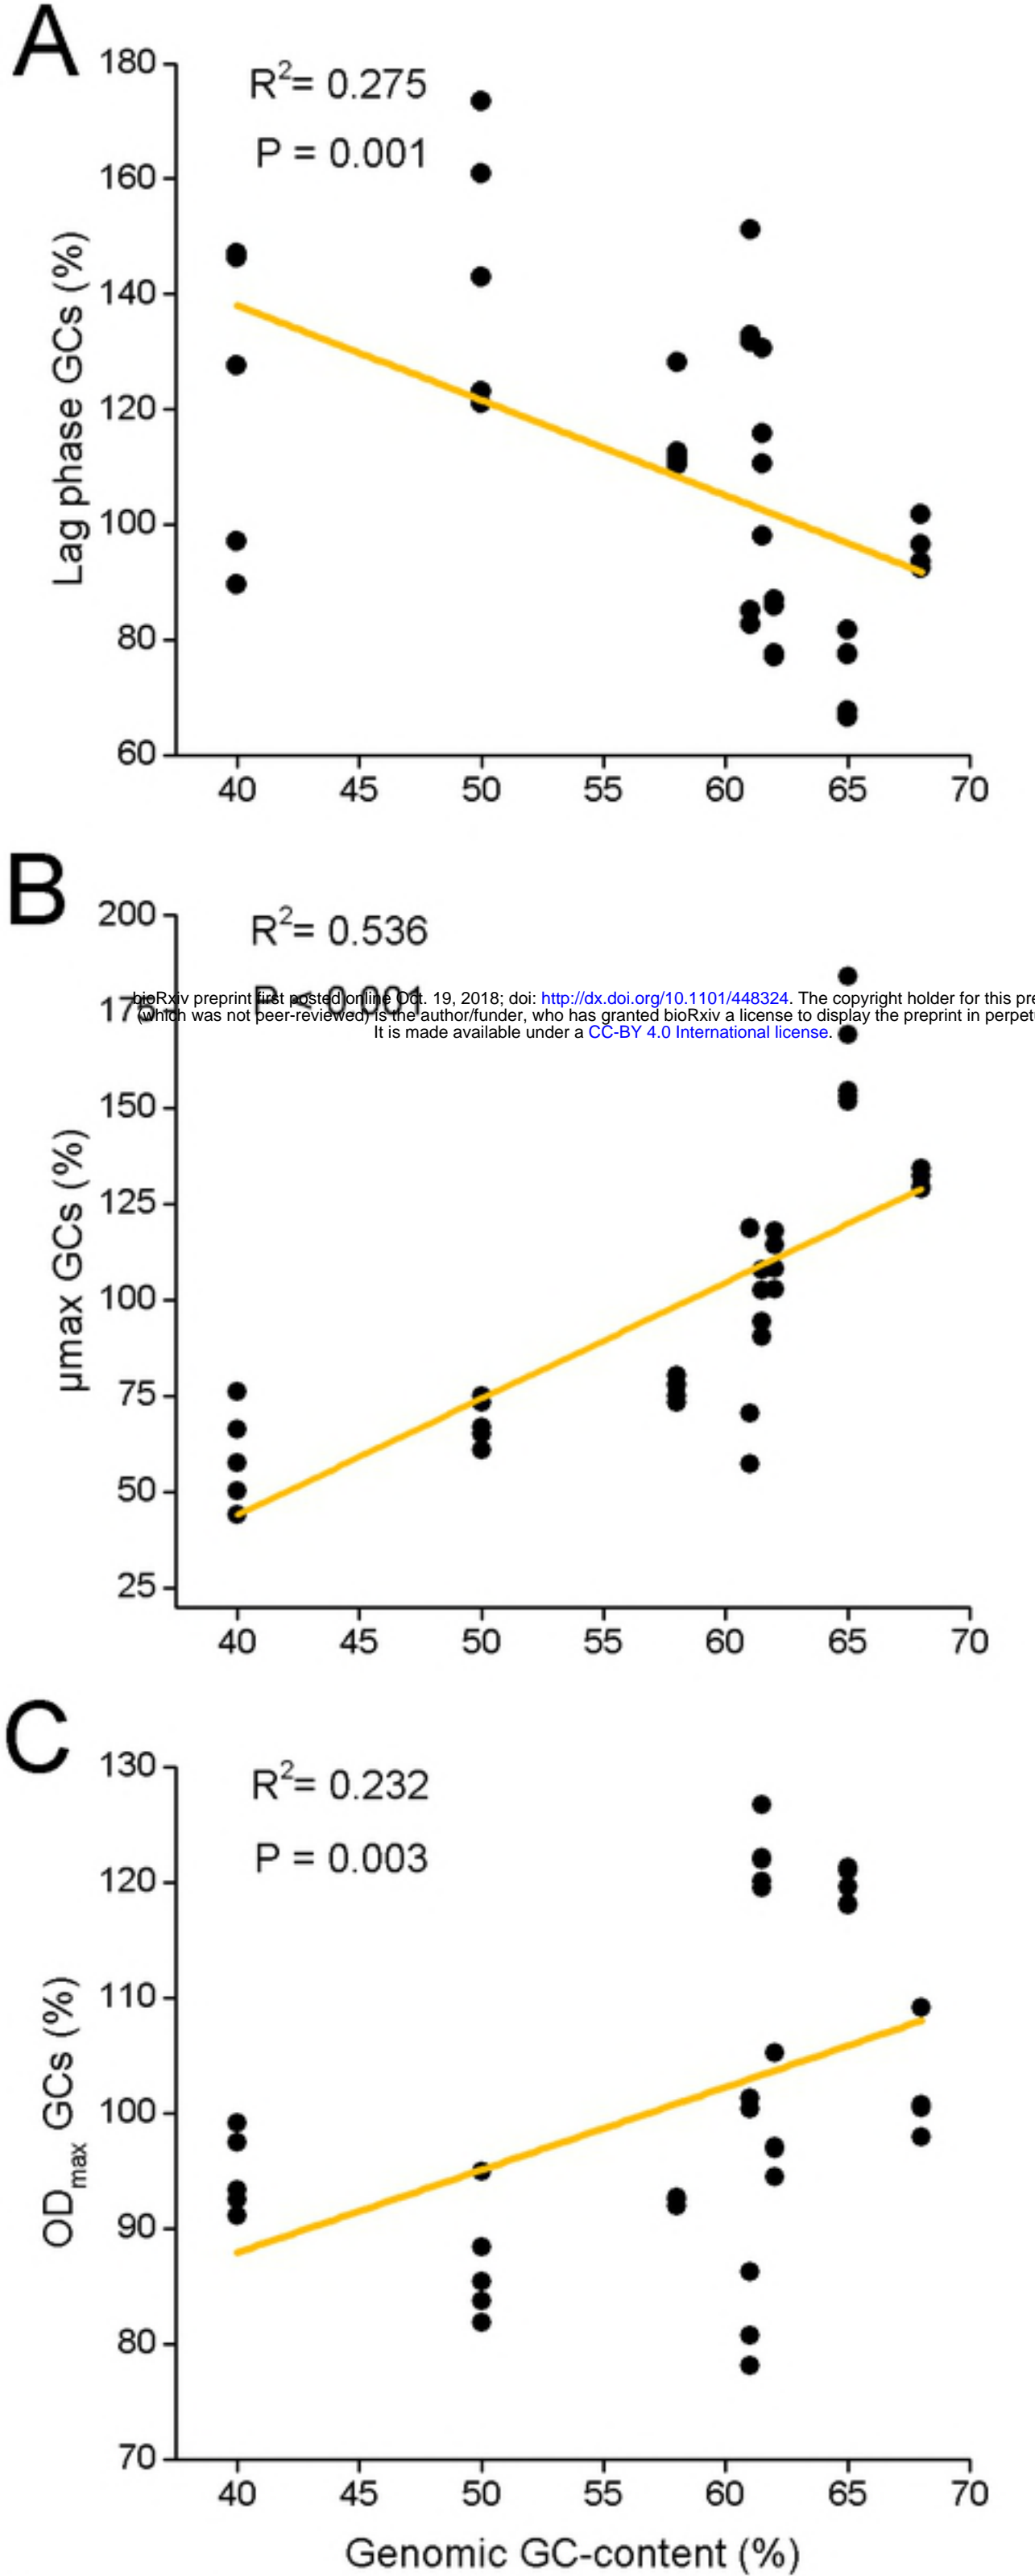 A
R²= 0.275
P = 0.001
180
160
140
120
100
80
60
Lag phase GCs (%)
40 45 50 55 60 65 70
B
R²= 0.536
P < 0.001
bioRxiv preprint first posted online Oct. 19, 2018; doi: http://dx.doi.org/10.1101/448324. The copyright holder for this pre
(which was not peer-reviewed) is the author/funder, who has granted bioRxiv a license to display the preprint in perpet
It is made available under a CC-BY 4.0 International license.
200
175
150
125
100
75
50
25
µmax GCs (%)
40 45 50 55 60 65 70
C
R²= 0.232
P = 0.003
130
120
110
100
90
80
70
ODmax GCs (%)
40 45 50 55 60 65 70
Genomic GC-content (%)